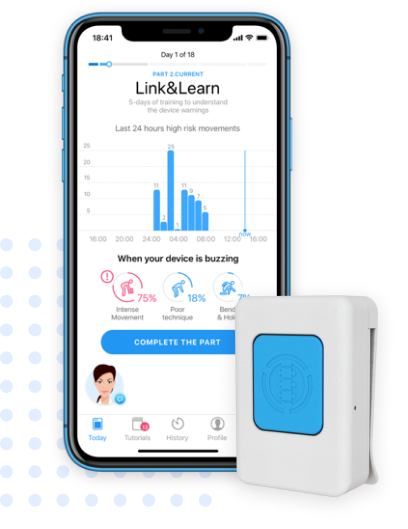 18:41
Day 1 of 18
PART 2.CURRENT
Link&Learn
5-days of training to understand
the device warnings
Last 24 hours high risk movements
25
20
15
10
5
11
2
25
1
11
9
7
5
now
16:00 20:00 24:00 04:00 08:00 12:00 16:00
When your device is buzzing
75%
18%
7%
Intense
Movement
Poor
technique
Bend
& Hol
COMPLETE THE PART
Today
Tutorials
History
Profile